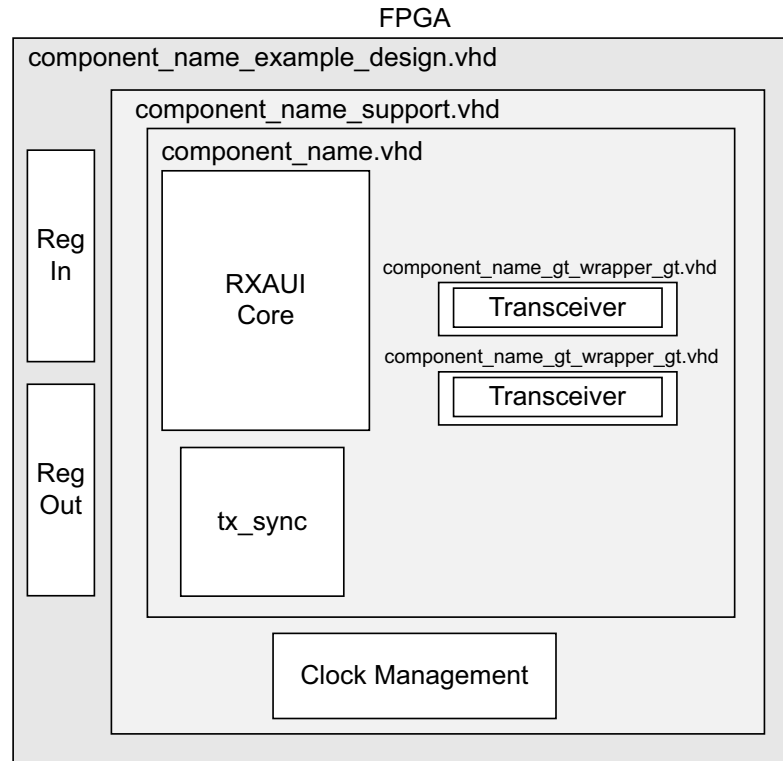 FPGA
component_name_example_design.vhd
component_name_support.vhd
component_name.vhd
Reg
In
RXAUI
Core
component_name_gt_wrapper_gt.vhd
Transceiver
component_name_gt_wrapper_gt.vhd
Transceiver
Reg
Out
tx_sync
Clock Management